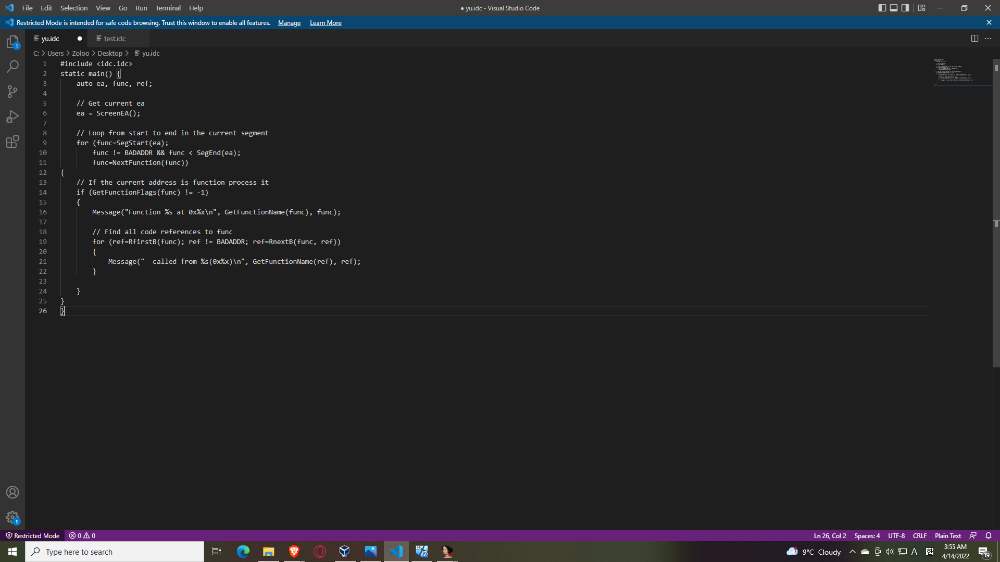 File Edit Selection View Go Run Terminal Help
● yu.idc - Visual Studio Code
Restricted Mode is intended for safe code browsing. Trust this window to enable all features. Manage Learn More
yu.idc
test.idc
C: > Users > Zoloo > Desktop > yu.idc
1 #include <idc.idc>
2 static main() {
3     auto ea, func, ref;
4
5     // Get current ea
6     ea = ScreenEA();
7
8     // Loop from start to end in the current segment
9     for (func=SegStart(ea);
10         func != BADADDR && func < SegEnd(ea);
11         func=NextFunction(func))
12 {
13     // If the current address is function process it
14     if (GetFunctionFlags(func) != -1)
15     {
16         Message("Function %s at 0x%x\n", GetFunctionName(func), func);
17
18         // Find all code references to func
19         for (ref=RfirstB(func); ref != BADADDR; ref=RnextB(func, ref))
20         {
21             Message("  called from %s(0x%x)\n", GetFunctionName(ref), ref);
22         }
23
24     }
25 }
26 }
1
1
Restricted Mode 0 0
Ln 26, Col 2 Spaces: 4 UTF-8 CRLF Plain Text
Type here to search
9°C Cloudy
A
3:55 AM
4/14/2022
19